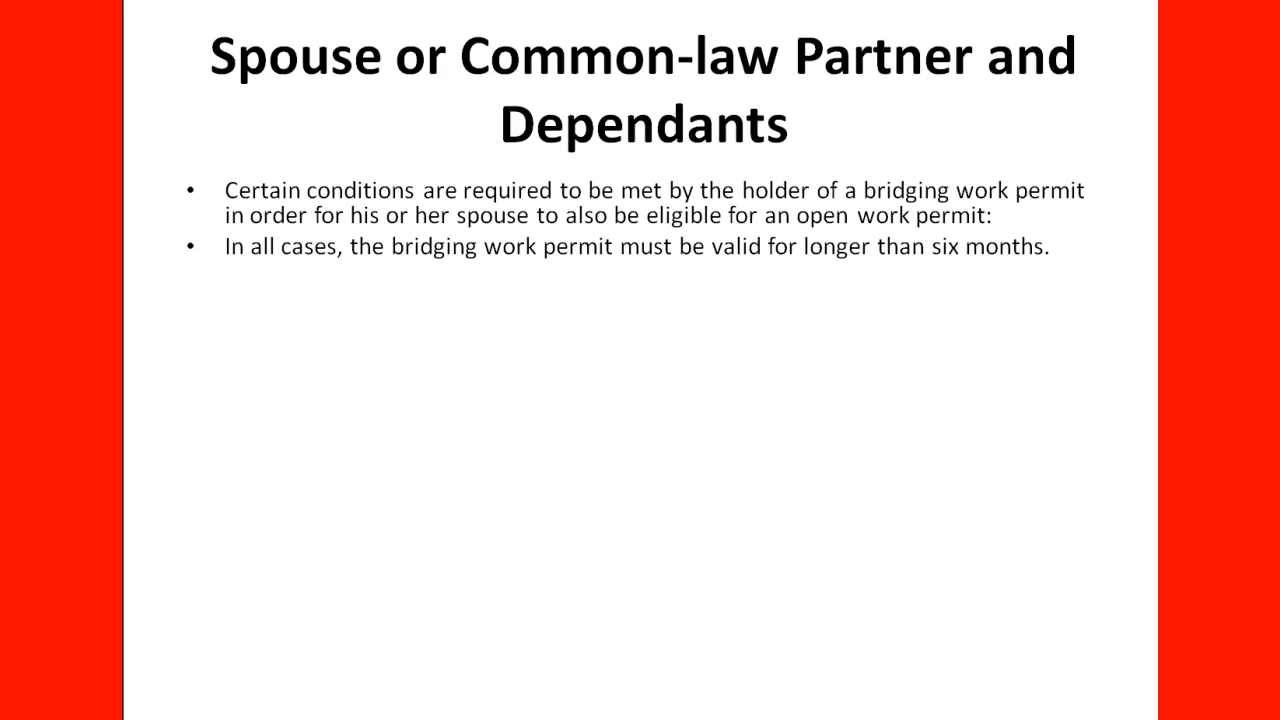 Spouse or Common-law Partner and
Dependants
• Certain conditions are required to be met by the holder of a bridging work permit
in order for his or her spouse to also be eligible for an open work permit:
• In all cases, the bridging work permit must be valid for longer than six months.